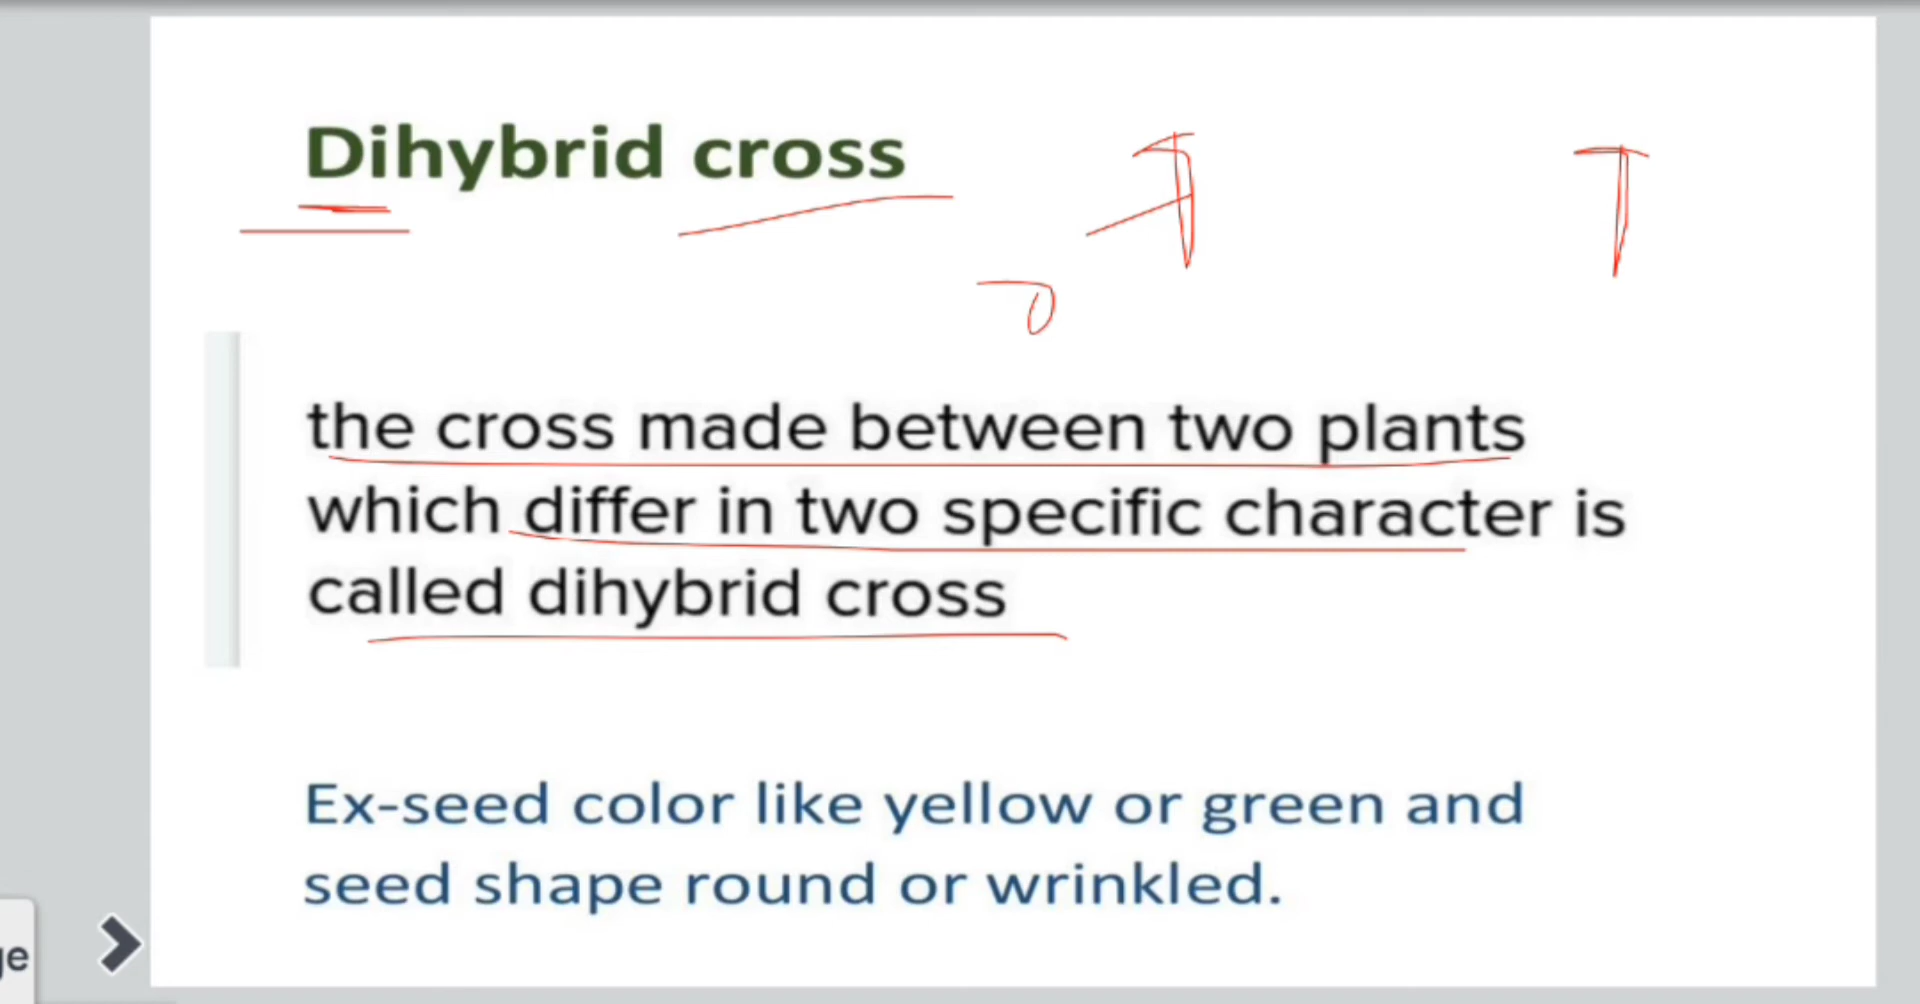 Dihybrid cross
the cross made between two plants
which differ in two specific character is
called dihybrid cross
Ex-seed color like yellow or green and
seed shape round or wrinkled.